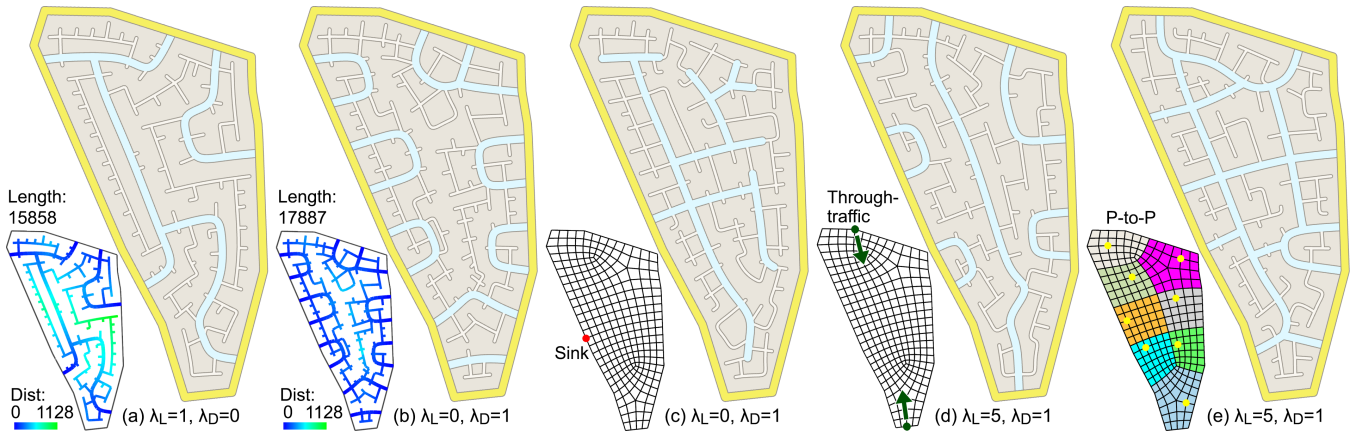 Length:
15858
Dist:
0 1128
(a) λL=1, λD=0
Length:
17887
Dist:
0 1128
(b) λL=0, λD=1
Sink
(c) λL=0, λD=1
Through-
traffic
(d) λL=5, λD=1
P-to-P
(e) λL=5, λD=1